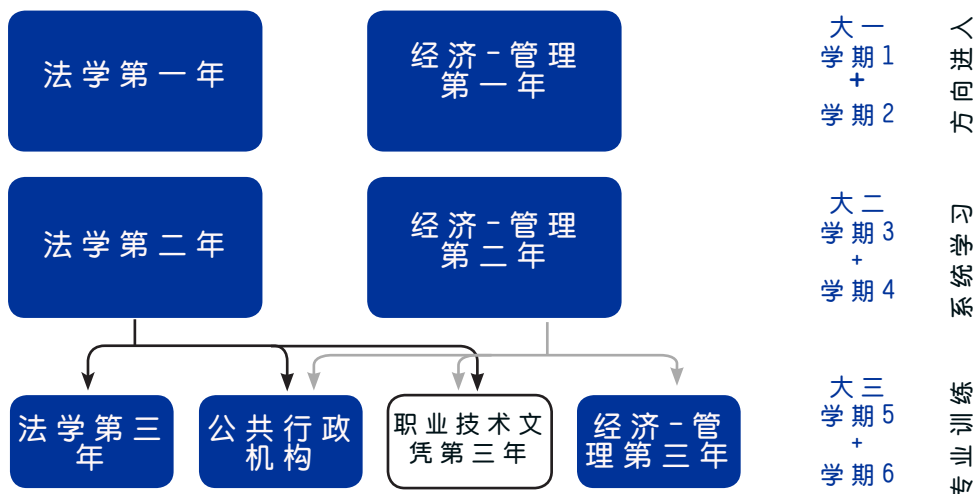 法学第一年
经济-管理
第一年
大一
学期1
+
学期2
方向进入
法学第二年
经济-管理
第二年
大二
学期3
+
学期4
系统学习
法学第三
年
公共行政
机构
职业技术文
凭第三年
经济-管
理第三年
大三
学期5
+
学期6
专业训练